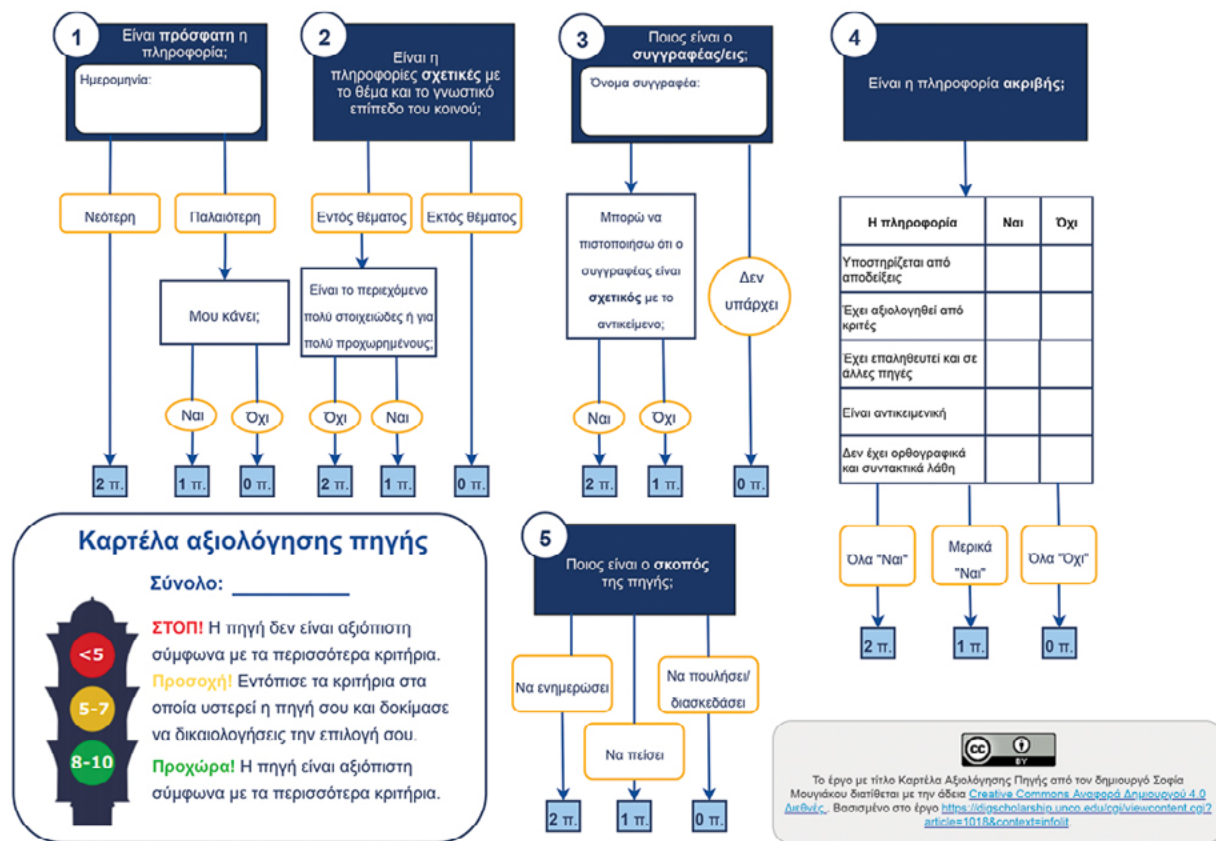 1
Είναι πρόσφατη η
πληροφορία;
Ημερομηνία:
Νεότερη
Παλαιότερη
Μου κάνει;
Ναι
Όχι
2 π.
1 π.
0 π.
2
Είναι η
πληροφορίες σχετικές με
το θέμα και το γνωστικό
επίπεδο του κοινού;
Εντός θέματος
Εκτός θέματος
Είναι το περιεχόμενο
πολύ στοιχειώδες ή για
πολύ προχωρημένους;
Όχι
Ναι
2 π.
1 π.
0 π.
3
Ποιος είναι ο
συγγραφέας/εις;
Όνομα συγγραφέα:
Μπορώ να
πιστοποιήσω ότι ο
συγγραφέας είναι
σχετικός με το
αντικείμενο;
Δεν
υπάρχει
Ναι
Όχι
2 π.
1 π.
0 π.
4
Είναι η πληροφορία ακριβής;
Η πληροφορία Ναι Όχι
Υποστηρίζεται από
αποδείξεις
Έχει αξιολογηθεί από
κριτές
Έχει επαληθευτεί και σε
άλλες πηγές
Είναι αντικειμενική
Δεν έχει ορθογραφικά
και συντακτικά λάθη
Όλα "Ναι"
Μερικά
"Ναι"
Όλα "Όχι"
2 π.
1 π.
0 π.
5
Ποιος είναι ο σκοπός
της πηγής;
Να ενημερώσει
Να πείσει
Να πουλήσει/
διασκεδάσει
2 π.
1 π.
0 π.
Καρτέλα αξιολόγησης πηγής
Σύνολο:
<5
ΣΤΟΠ! Η πηγή δεν είναι αξιόπιστη
σύμφωνα με τα περισσότερα κριτήρια.
5-7
Προσοχή! Εντόπισε τα κριτήρια στα
οποία υστερεί η πηγή σου και δοκίμασε
να δικαιολογήσεις την επιλογή σου.
8-10
Προχώρα! Η πηγή είναι αξιόπιστη
σύμφωνα με τα περισσότερα κριτήρια.
cc BY
Το έργο με τίτλο Καρτέλα Αξιολόγησης Πηγής από τον δημιουργό Σοφία
Μουγιάκου διατίθεται με την άδεια Creative Commons Αναφορά Δημιουργού 4.0
Διεθνές . Βασισμένο στο έργο https://digscholarship.unco.edu/cgi/viewcontent.cgi?
article=1018&context=infolit